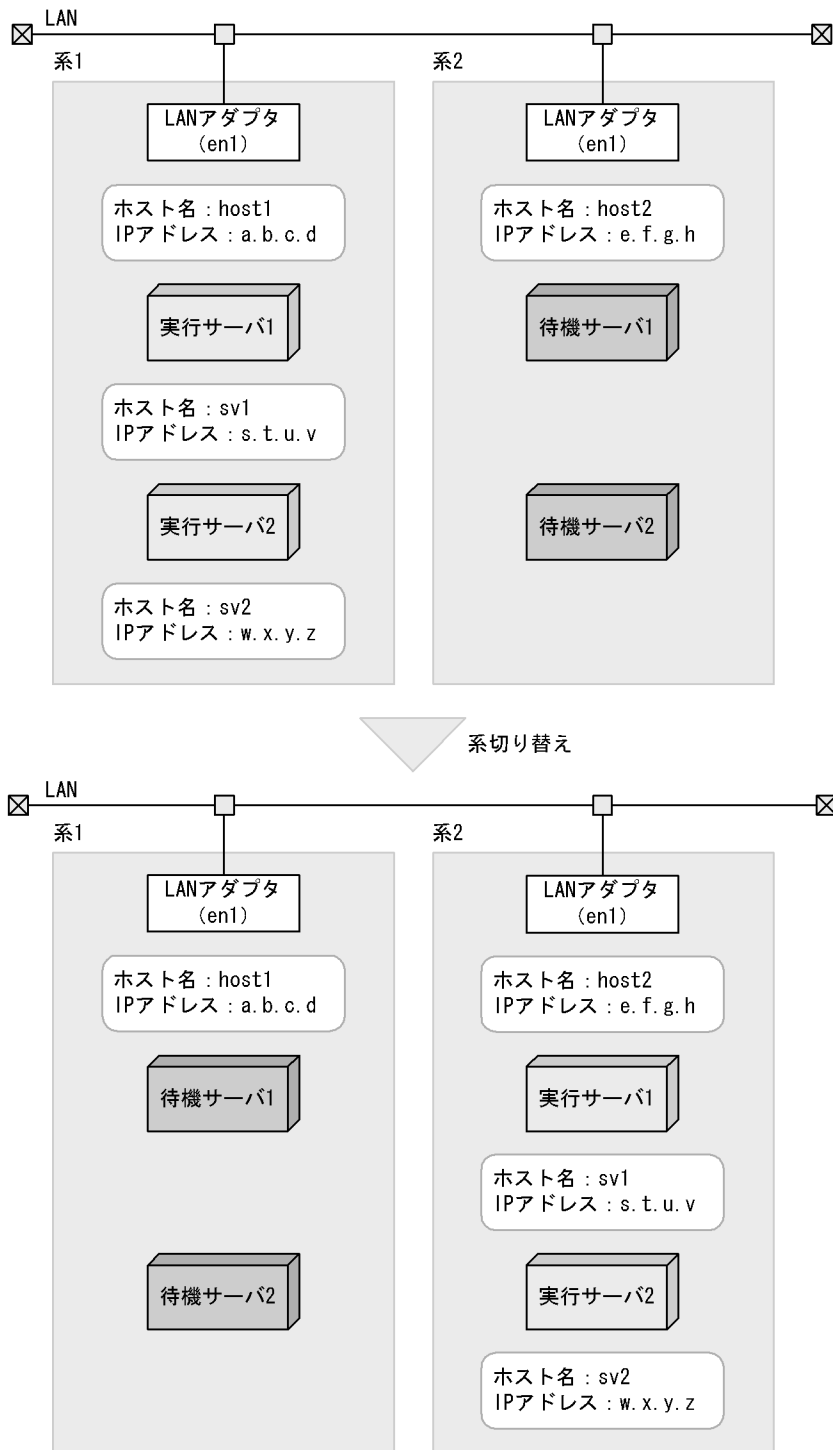 LAN
系1
系2
LANアダプタ
(en1)
LANアダプタ
(en1)
ホスト名：host1
IPアドレス：a.b.c.d
ホスト名：host2
IPアドレス：e.f.g.h
実行サーバ1
待機サーバ1
ホスト名：sv1
IPアドレス：s.t.u.v
実行サーバ2
待機サーバ2
ホスト名：sv2
IPアドレス：w.x.y.z
系切り替え
LAN
系1
系2
LANアダプタ
(en1)
LANアダプタ
(en1)
ホスト名：host1
IPアドレス：a.b.c.d
ホスト名：host2
IPアドレス：e.f.g.h
待機サーバ1
実行サーバ1
ホスト名：sv1
IPアドレス：s.t.u.v
待機サーバ2
実行サーバ2
ホスト名：sv2
IPアドレス：w.x.y.z